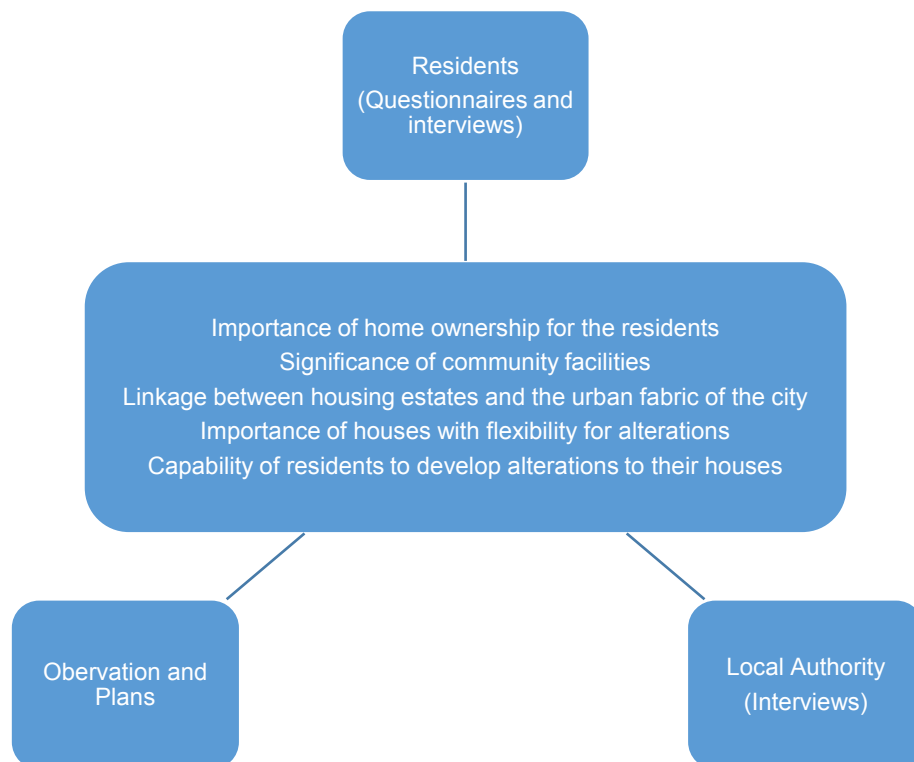 Residents
(Questionnaires and
interviews)
Importance of home ownership for the residents
Significance of community facilities
Linkage between housing estates and the urban fabric of the city
Importance of houses with flexibility for alterations
Capability of residents to develop alterations to their houses
Obervation and
Plans
Local Authority
(Interviews)